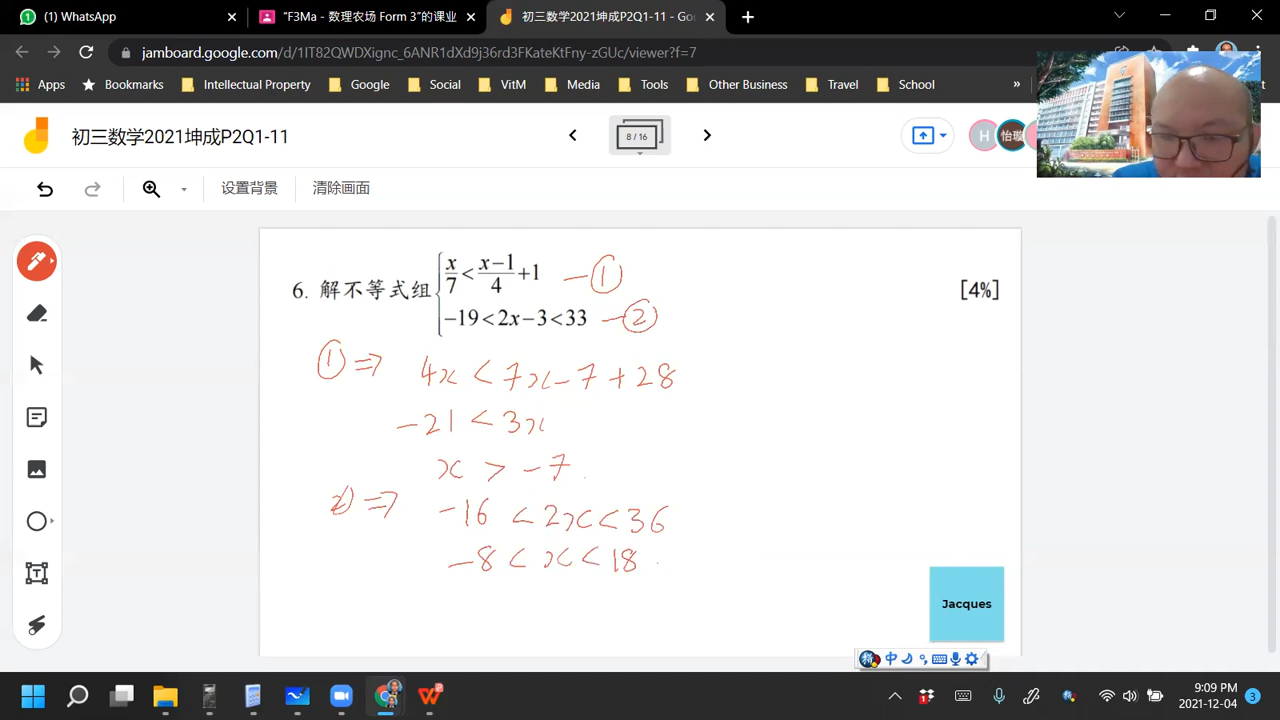 (1) WhatsApp
"F3Ma - 数理农场 Form 3"的课业
初三数学2021坤成P2Q1-11 - Go
jamboard.google.com/d/1IT82QWDXignc_6ANR1dXd9j36rd3FKateKtFny-zGUc/viewer?f=7
Apps
Bookmarks
Intellectual Property
Google
Social
VitM
Media
Tools
Other Business
Travel
School
»
初三数学2021坤成P2Q1-11
8 / 16
H
怡璇
设置背景
清除画面
6. 解不等式组 { x/7 < (x−1)/4 +1 — ①
−19 < 2x − 3 < 33 — ②
[4%]
① ⇒ 4x < 7x − 7 + 28
−21 < 3x
x > −7
② ⇒ −16 < 2x < 36
−8 < x < 18
Jacques
中
9:09 PM
2021-12-04
3